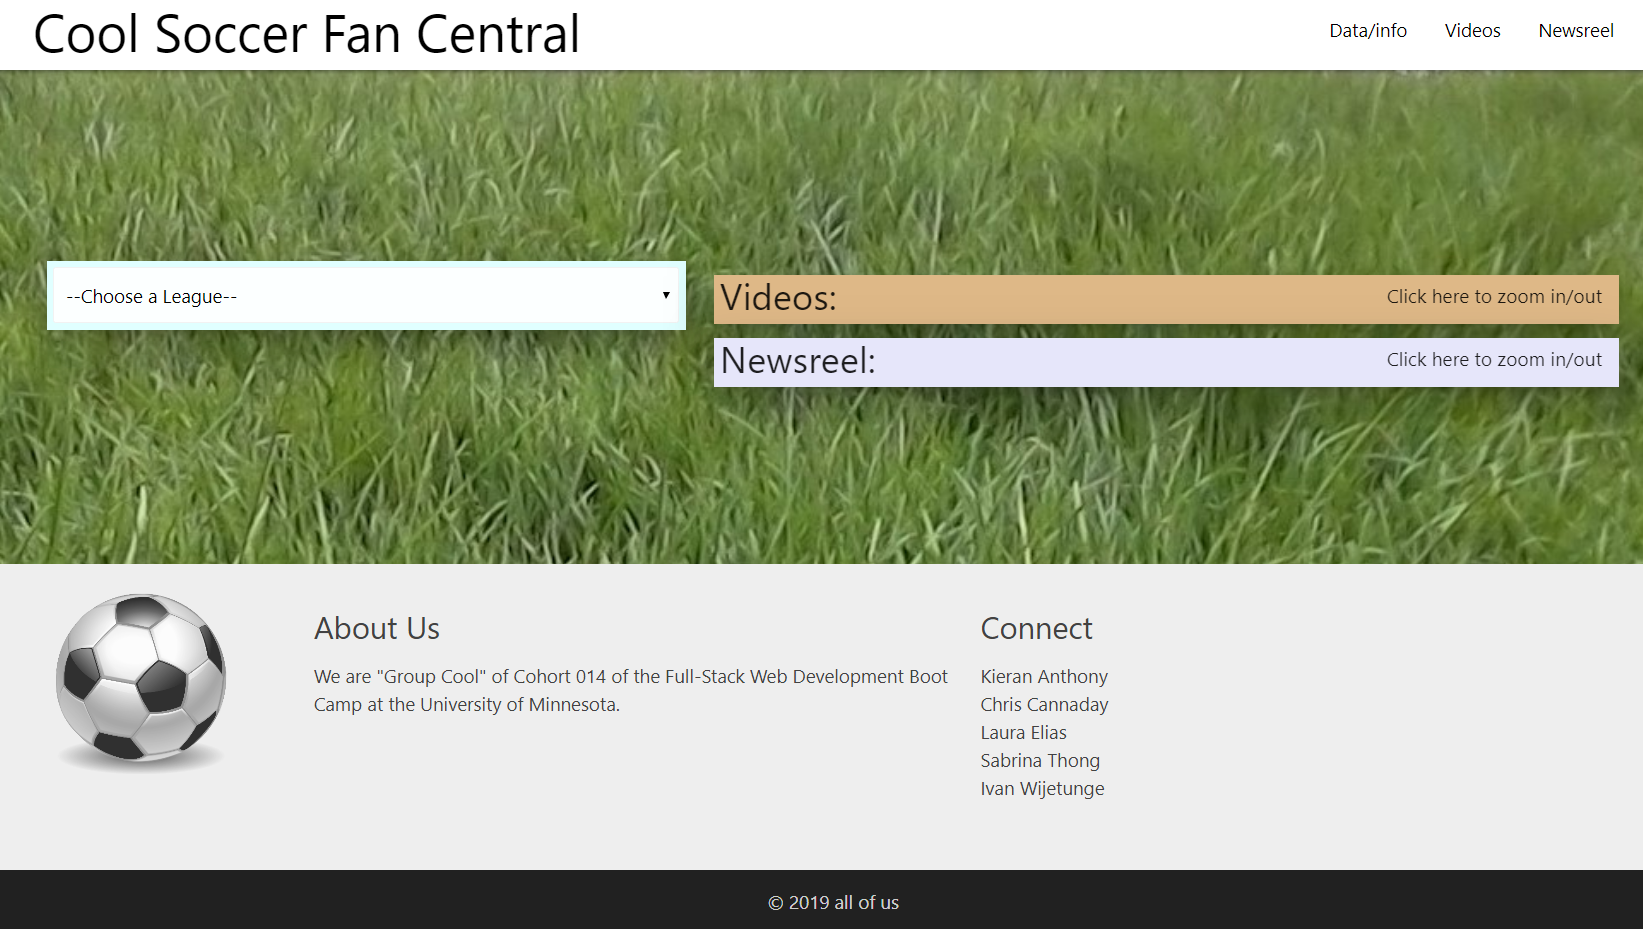 Cool Soccer Fan Central
Data/info
Videos
Newsreel
--Choose a League--
Videos:
Click here to zoom in/out
Newsreel:
Click here to zoom in/out
About Us
We are "Group Cool" of Cohort 014 of the Full-Stack Web Development Boot
Camp at the University of Minnesota.
Connect
Kieran Anthony
Chris Cannaday
Laura Elias
Sabrina Thong
Ivan Wijetunge
© 2019 all of us